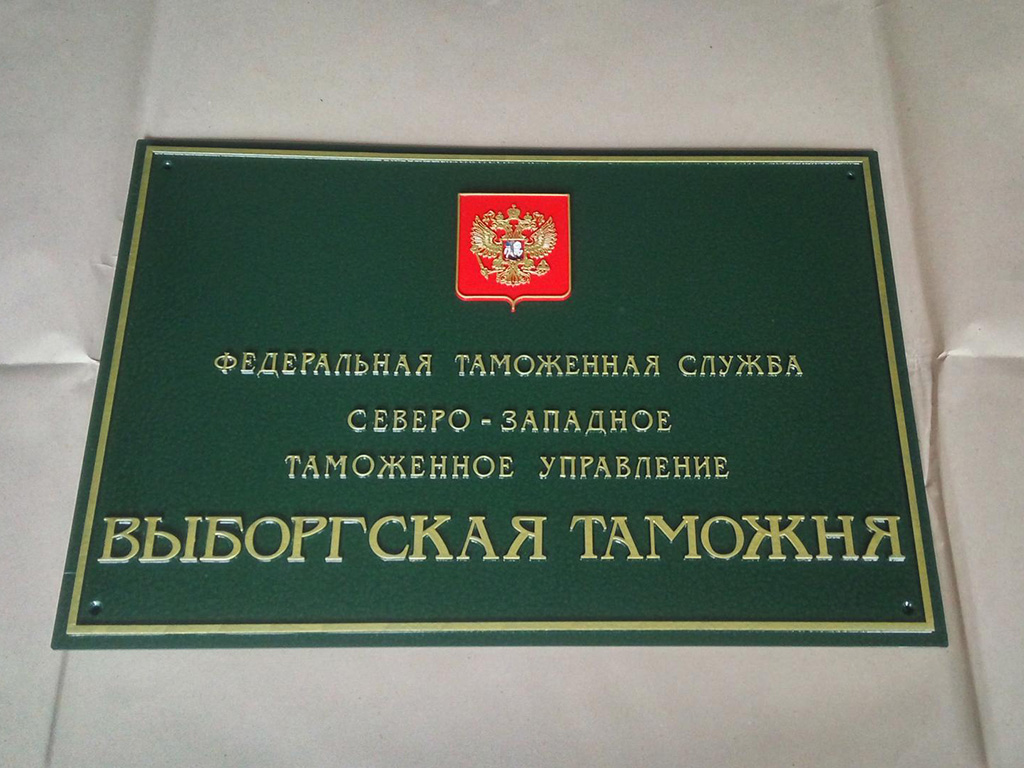 ФЕДЕРАЛЬНАЯ ТАМОЖЕННАЯ СЛУЖБА
СЕВЕРО - ЗАПАДНОЕ
ТАМОЖЕННОЕ УПРАВЛЕНИЕ
ВЫБОРГСКАЯ ТАМОЖНЯ